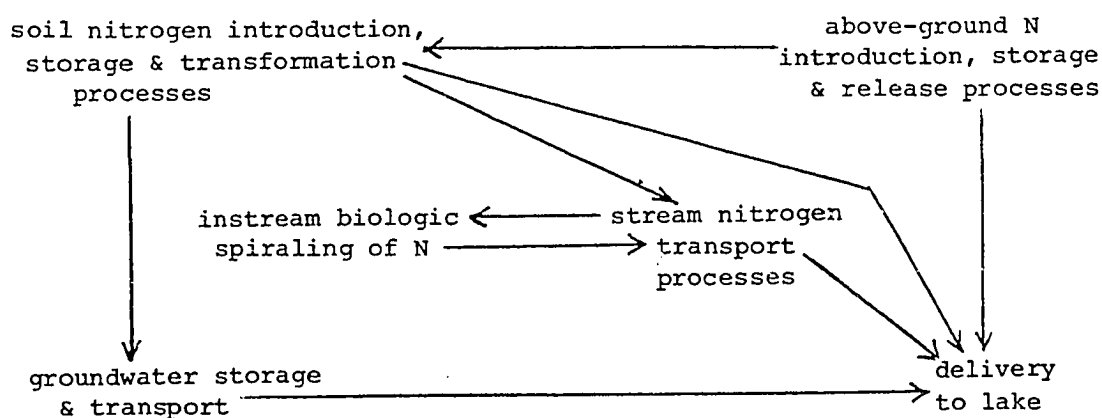 soil nitrogen introduction,
storage & transformation
processes
above-ground N
introduction, storage
& release processes
instream biologic
spiraling of N
stream nitrogen
transport
processes
groundwater storage
& transport
delivery
to lake